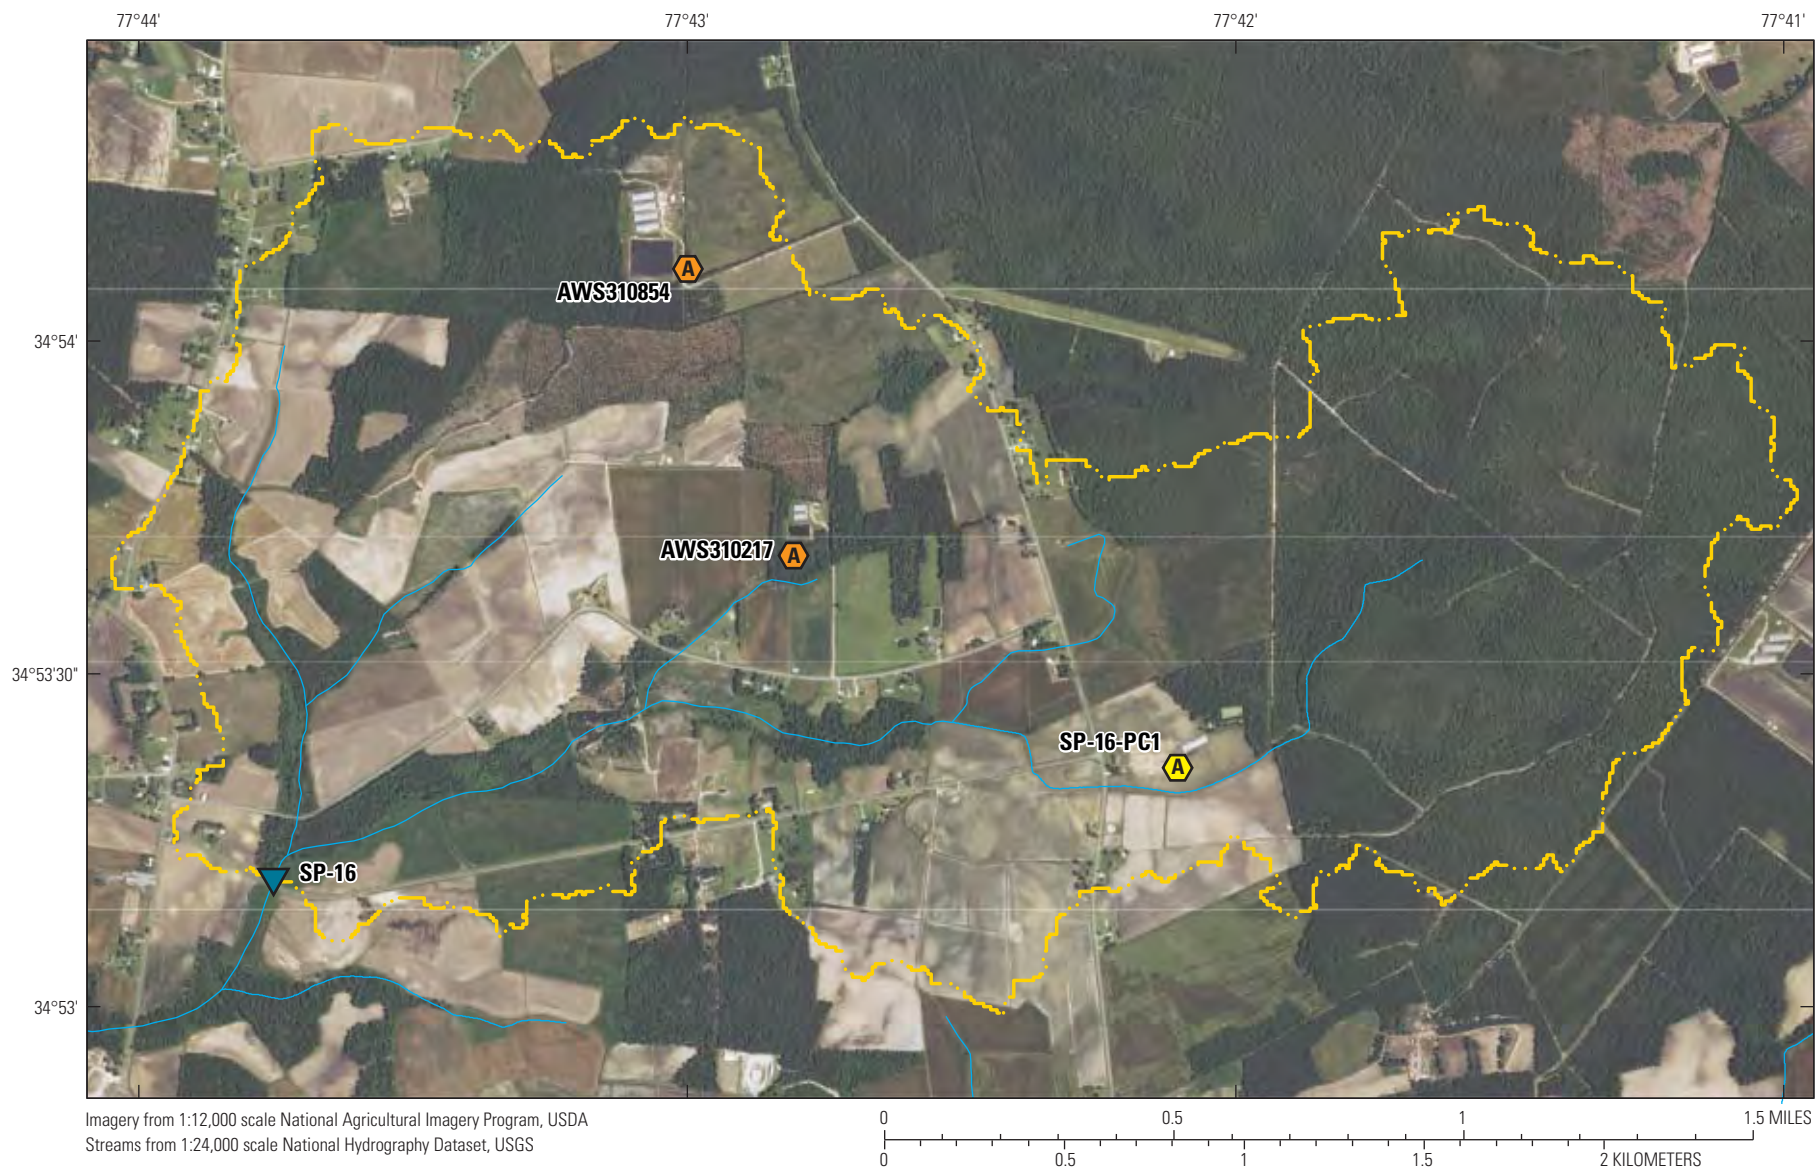 77°44' 77°43' 77°42' 77°41'
A
AWS310854
34°54'
AWS310217 A
34°53'30"
SP-16-PC1
A
SP-16
34°53'
Imagery from 1:12,000 scale National Agricultural Imagery Program, USDA
Streams from 1:24,000 scale National Hydrography Dataset, USGS
0 0.5 1 1.5 MILES
0 0.5 1 1.5 2 KILOMETERS